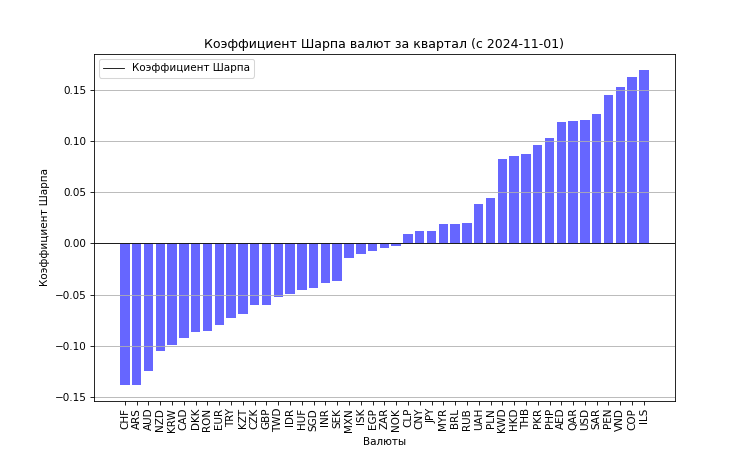 Коэффициент Шарпа валют за квартал (с 2024-11-01)
Коэффициент Шарпа
0.15
0.10
0.05
0.00
−0.05
−0.10
−0.15
Коэффициент Шарпа
CHF ARS AUD NZD KRW CAD DKK RON EUR TRY KZT CZK GBP TWD IDR HUF SGD INR SEK MXN ISK EGP ZAR NOK CLP CNY JPY MYR BRL RUB UAH PLN KWD HKD THB PKR PHP AED QAR USD SAR PEN VND COP ILS
Валюты